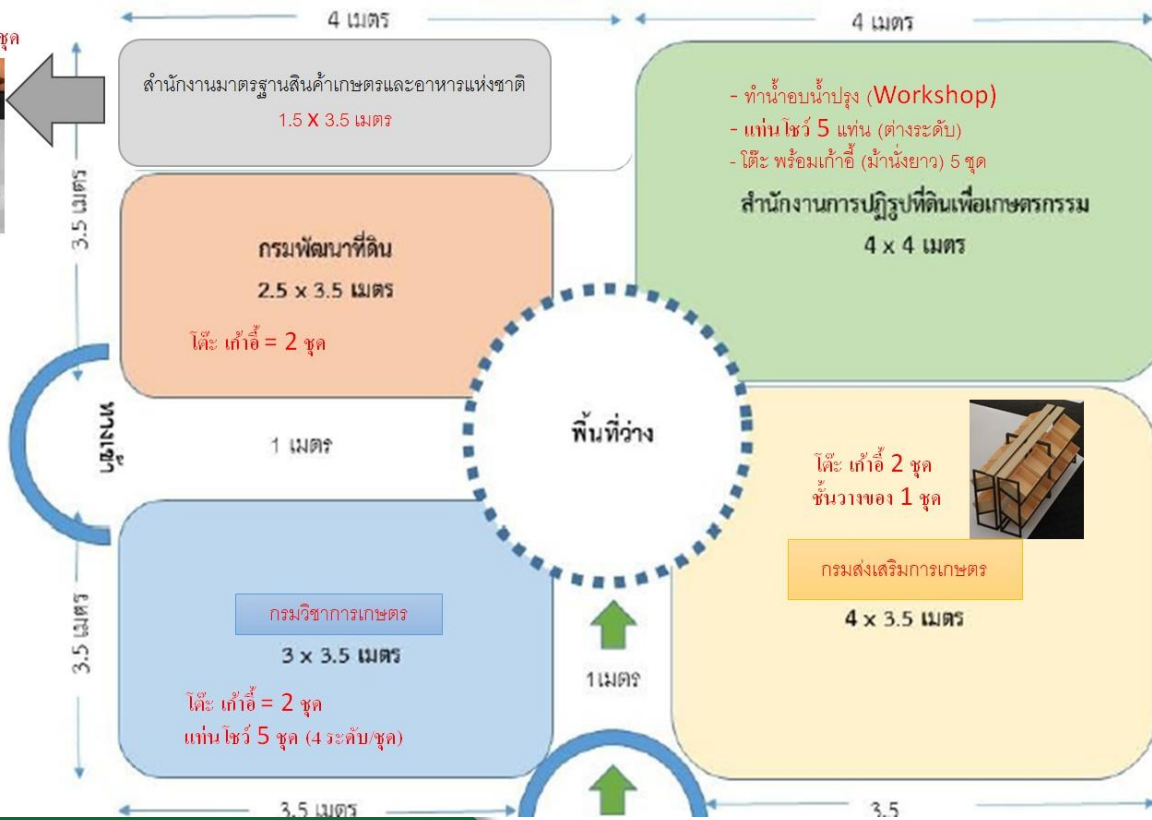 4 เมตร
4 เมตร
ชุด
สำนักงานมาตรฐานสินค้าเกษตรและอาหารแห่งชาติ
1.5 X 3.5 เมตร
- ทำน้ำอบน้ำปรุง (Workshop)
- แท่นโชว์ 5 แท่น (ต่างระดับ)
- โต๊ะ พร้อมเก้าอี้ (ม้านั่งยาว) 5 ชุด
สำนักงานการปฏิรูปที่ดินเพื่อเกษตรกรรม
4 x 4 เมตร
3.5 เมตร
กรมพัฒนาที่ดิน
2.5 x 3.5 เมตร
โต๊ะ เก้าอี้ = 2 ชุด
ทางเข้า
1 เมตร
พื้นที่ว่าง
โต๊ะ เก้าอี้ 2 ชุด
ชั้นวางของ 1 ชุด
กรมส่งเสริมการเกษตร
4 x 3.5 เมตร
3.5 เมตร
กรมวิชาการเกษตร
3 x 3.5 เมตร
โต๊ะ เก้าอี้ = 2 ชุด
แท่นโชว์ 5 ชุด (4 ระดับ/ชุด)
1 เมตร
3.5 เมตร
3.5